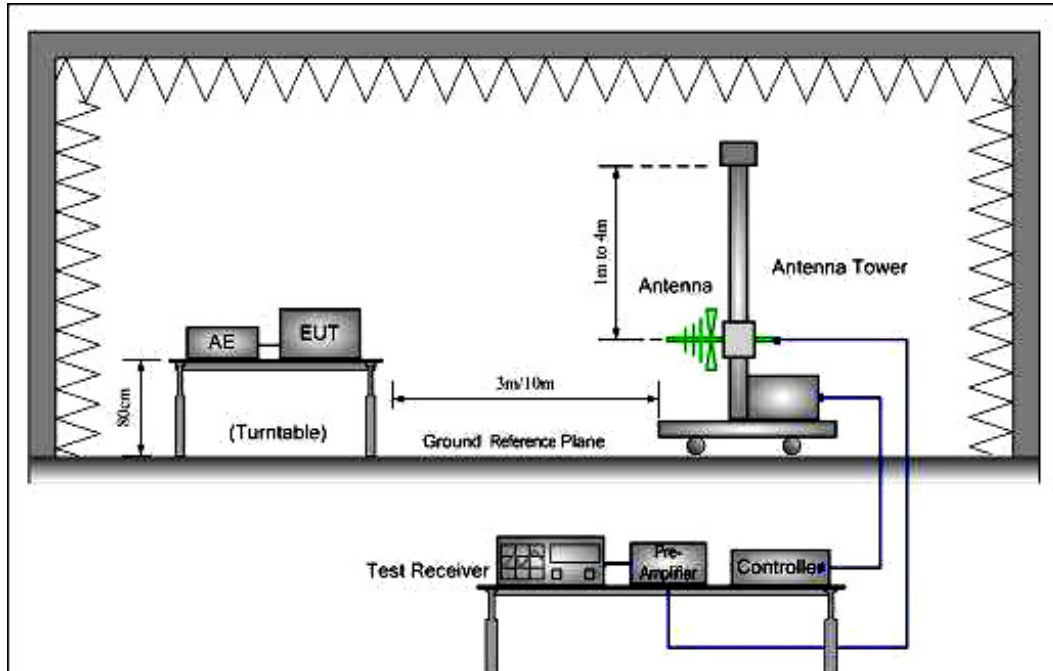 1m to 4m
Antenna
Antenna Tower
AE
EUT
80cm
3m/10m
(Turntable)
Ground Reference Plane
Test Receiver
Pre-
Amplifier
Controller